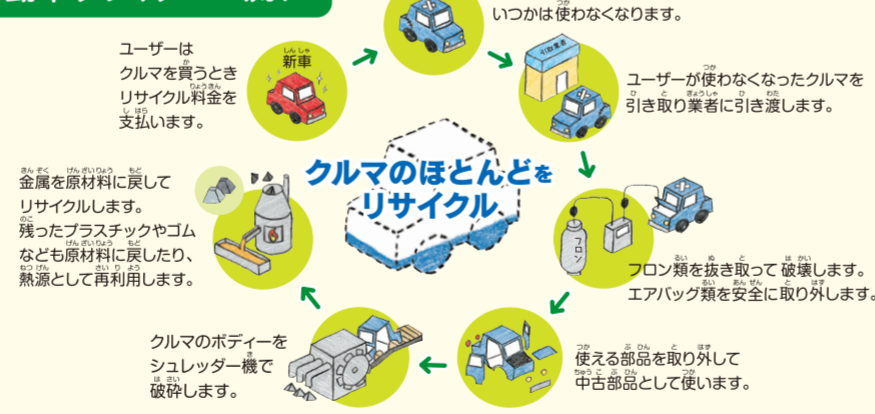 いつかは使わなくなります。
ユーザーは
クルマを買うとき
リサイクル料金を
支払います。
新車
引取業者
ユーザーが使わなくなったクルマを
引き取り業者に引き渡します。
クルマのほとんどを
リサイクル
フロン
フロン類を抜き取って破壊します。
エアバッグ類を安全に取り外します。
使える部品を取り外して
中古部品として使います。
クルマのボディーを
シュレッダー機で
破砕します。
金属を原材料に戻して
リサイクルします。
残ったプラスチックやゴム
なども原材料に戻したり、
熱源として再利用します。